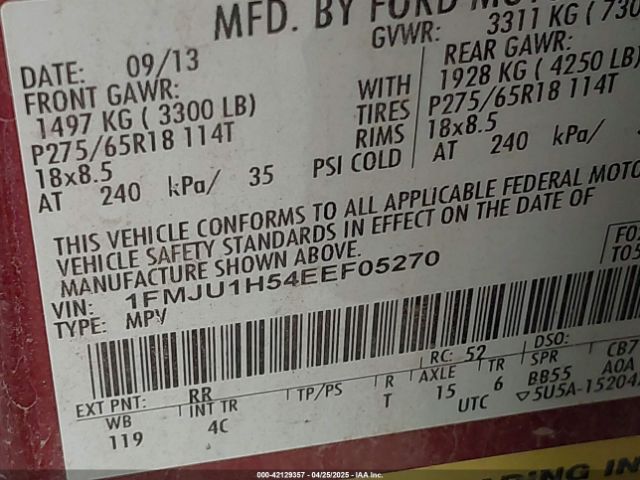 MFD. BY FORD MOTO
DATE: 09/13 GVWR: 3311 KG ( 730
FRONT GAWR: REAR GAWR:
1497 KG ( 3300 LB) WITH 1928 KG ( 4250 LB)
P275/65R18 114T TIRES P275/65R18 114T
18x8.5 RIMS 18x8.5
AT 240 kPa/ 35 PSI COLD AT 240 kPa/
THIS VEHICLE CONFORMS TO ALL APPLICABLE FEDERAL MOTO
VEHICLE SAFETY STANDARDS IN EFFECT ON THE DATE OF
MANUFACTURE SHOWN ABOVE.
VIN: 1FMJU1H54EEF05270
TYPE: MPV
F0
T05
EXT PNT: RR RC: 52 DSO:
WB INT TR TP/PS R AXLE TR SPR CB7
119 4C T 15 6 BB55 A0A
UTC ▽5U5A-15204
ADING IN
000-42129357 - 04/25/2025 - IAA Inc.